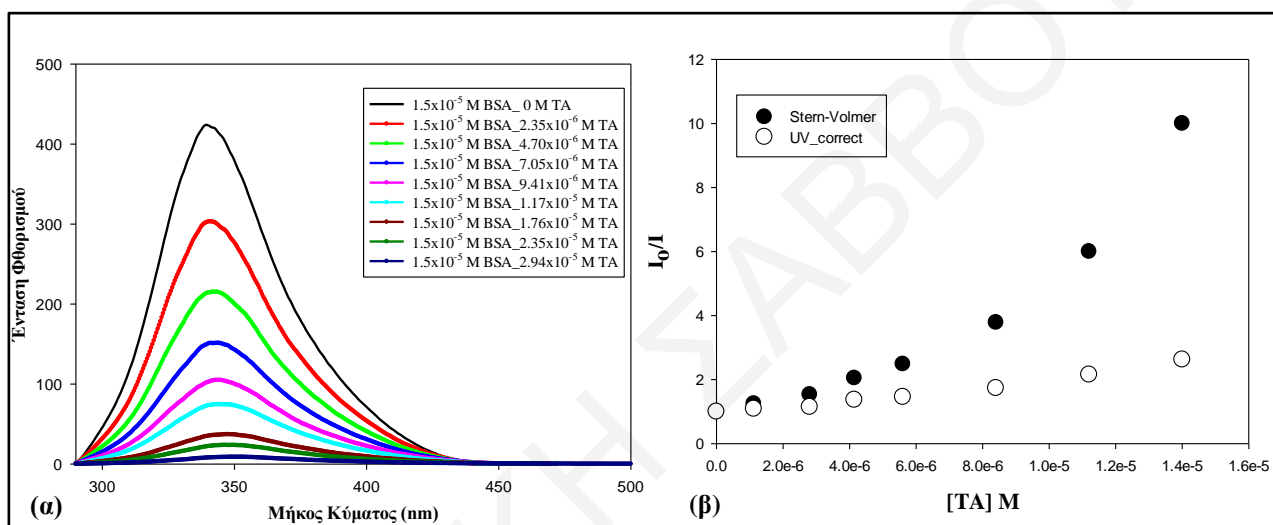 500
400
300
200
100
0
Ένταση Φθορισμού
1.5x10⁻⁵ M BSA_ 0 M TA
1.5x10⁻⁵ M BSA_2.35x10⁻⁶ M TA
1.5x10⁻⁵ M BSA_4.70x10⁻⁶ M TA
1.5x10⁻⁵ M BSA_7.05x10⁻⁶ M TA
1.5x10⁻⁵ M BSA_9.41x10⁻⁶ M TA
1.5x10⁻⁵ M BSA_1.17x10⁻⁵ M TA
1.5x10⁻⁵ M BSA_1.76x10⁻⁵ M TA
1.5x10⁻⁵ M BSA_2.35x10⁻⁵ M TA
1.5x10⁻⁵ M BSA_2.94x10⁻⁵ M TA
300 350 400 450 500
(α)
Μήκος Κύματος (nm)
12
10
8
6
4
2
0
I₀/I
Stern-Volmer
UV_correct
0.0 2.0e-6 4.0e-6 6.0e-6 8.0e-6 1.0e-5 1.2e-5 1.4e-5 1.6e-5
(β)
[TA] M
ΚΗ ΣΑΒΒΟ